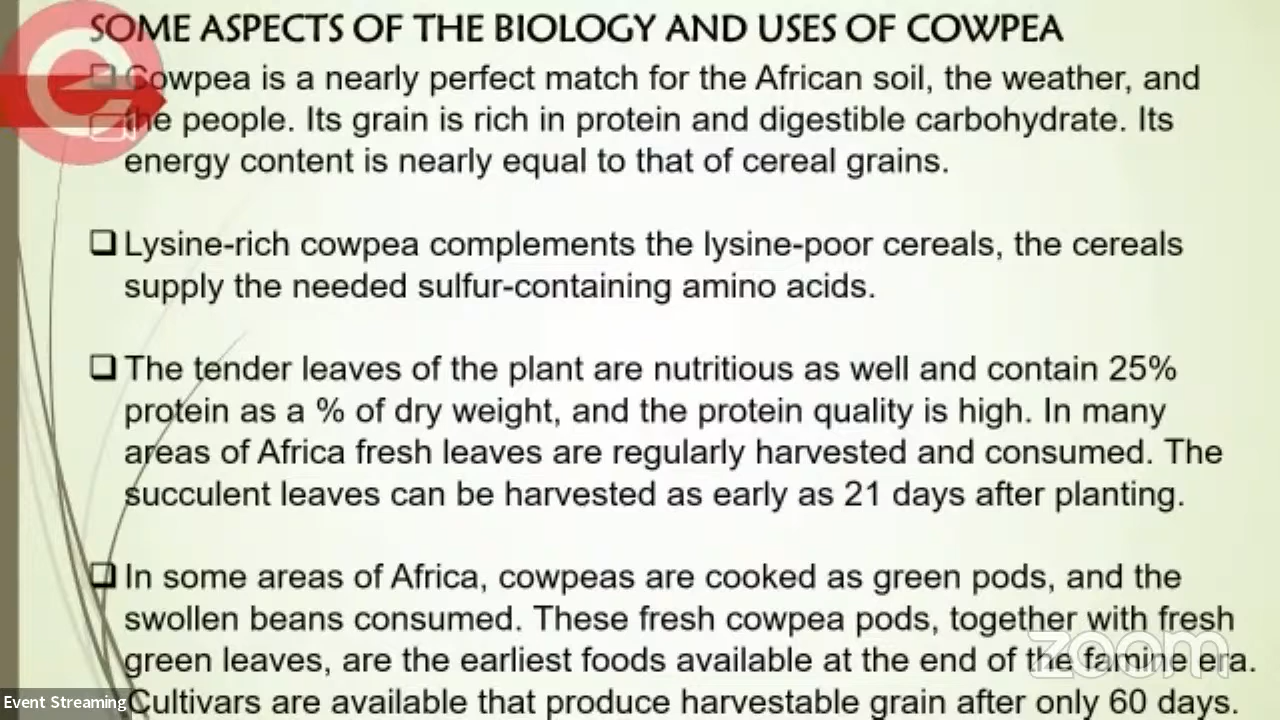 SOME ASPECTS OF THE BIOLOGY AND USES OF COWPEA
❑ Cowpea is a nearly perfect match for the African soil, the weather, and
the people. Its grain is rich in protein and digestible carbohydrate. Its
energy content is nearly equal to that of cereal grains.
❑ Lysine-rich cowpea complements the lysine-poor cereals, the cereals
supply the needed sulfur-containing amino acids.
❑ The tender leaves of the plant are nutritious as well and contain 25%
protein as a % of dry weight, and the protein quality is high. In many
areas of Africa fresh leaves are regularly harvested and consumed. The
succulent leaves can be harvested as early as 21 days after planting.
❑ In some areas of Africa, cowpeas are cooked as green pods, and the
swollen beans consumed. These fresh cowpea pods, together with fresh
green leaves, are the earliest foods available at the end of the famine era.
Cultivars are available that produce harvestable grain after only 60 days.
zoom
Event Streaming